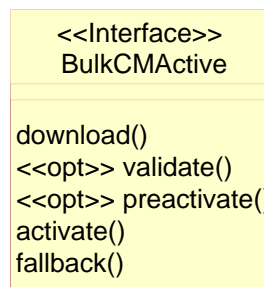 <<Interface>>
BulkCMActive
download()
<<opt>> validate()
<<opt>> preactivate()
activate()
fallback()